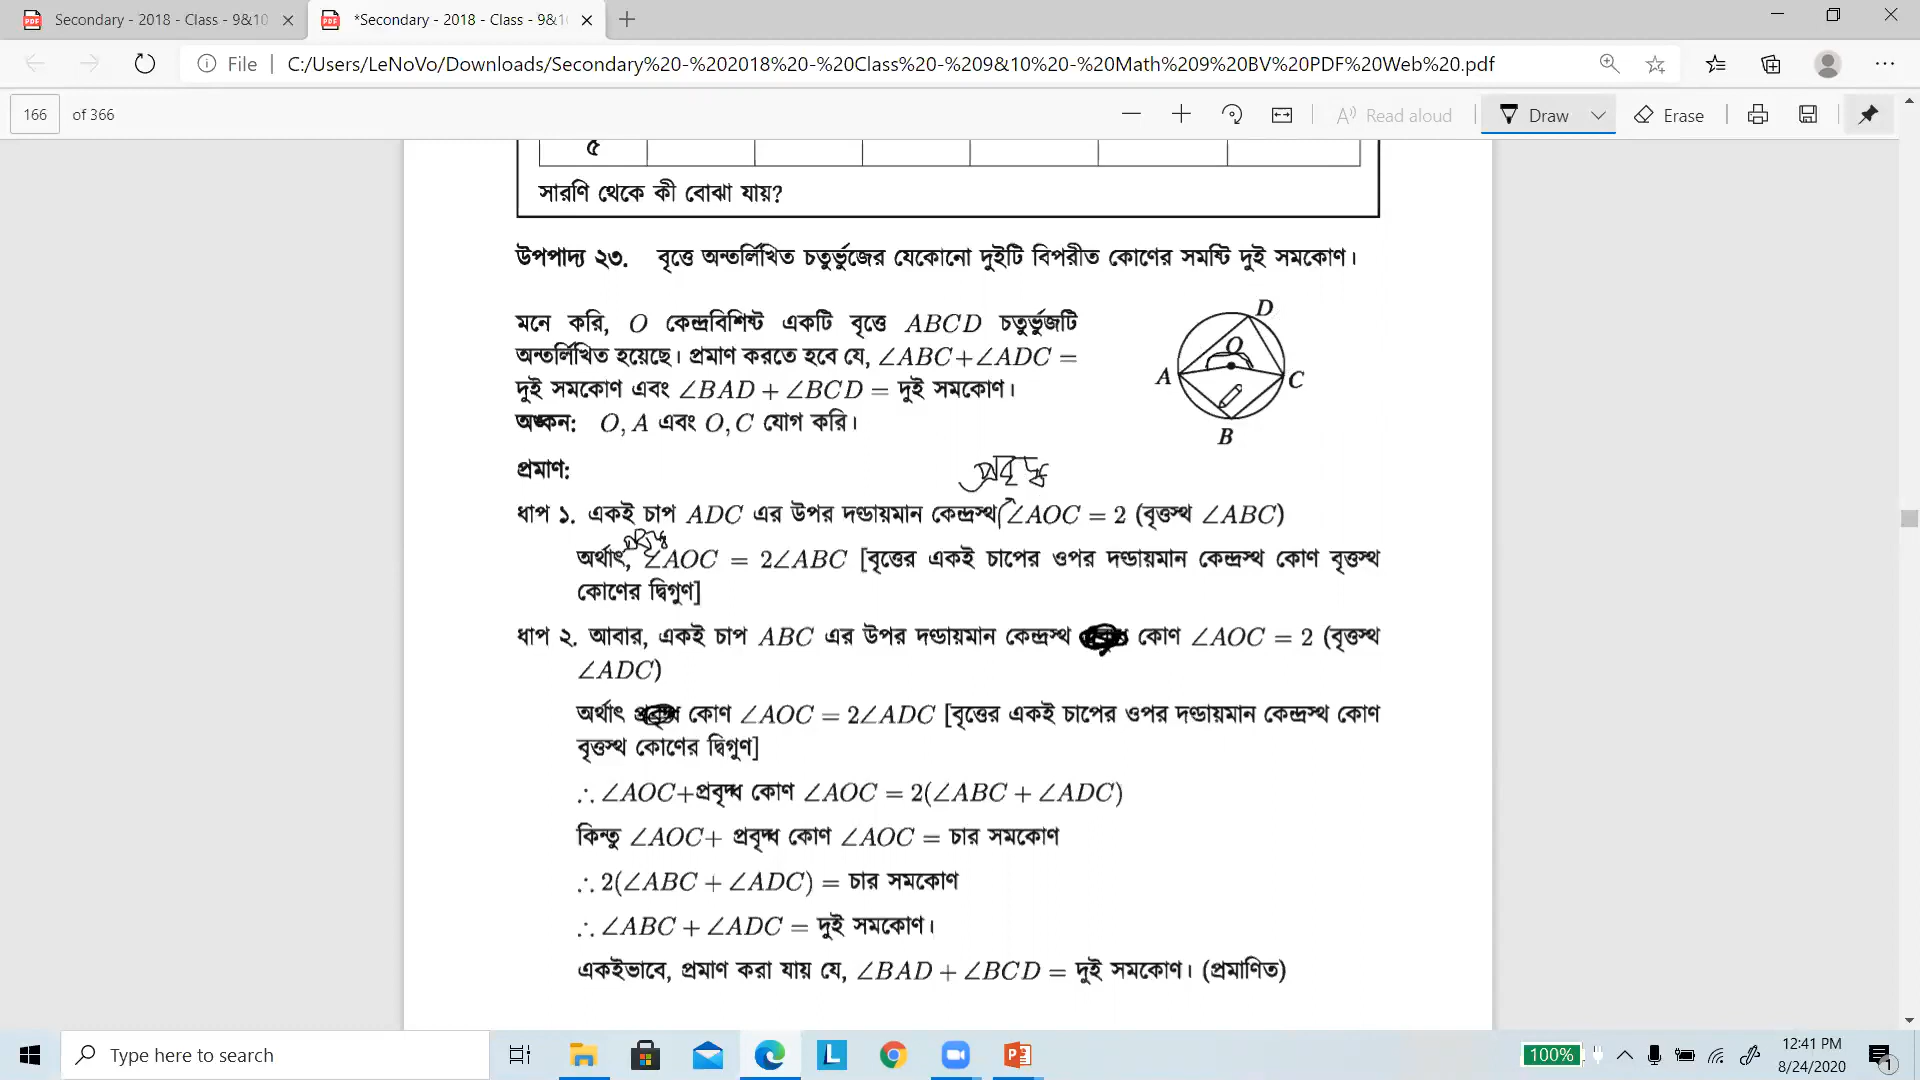 Secondary - 2018 - Class - 9&10
*Secondary - 2018 - Class - 9&10
File
C:/Users/LeNoVo/Downloads/Secondary%20-%202018%20-%20Class%20-%209&10%20-%20Math%209%20BV%20PDF%20Web%20.pdf
166 of 366
Read aloud
Draw
Erase
৫
সারণি থেকে কী বোঝা যায়?
উপপাদ্য ২৩. বৃত্তে অন্তর্লিখিত চতুর্ভুজের যেকোনো দুইটি বিপরীত কোণের সমষ্টি দুই সমকোণ।
মনে করি, O কেন্দ্রবিশিষ্ট একটি বৃত্তে ABCD চতুর্ভুজটি
অন্তর্লিখিত হয়েছে। প্রমাণ করতে হবে যে, ∠ABC+∠ADC =
দুই সমকোণ এবং ∠BAD + ∠BCD = দুই সমকোণ।
অঙ্কন: O, A এবং O, C যোগ করি।
D
O
A
C
B
প্রমাণ:
প্রবৃদ্ধ
ধাপ ১. একই চাপ ADC এর উপর দণ্ডায়মান কেন্দ্রস্থ ∠AOC = 2 (বৃত্তস্থ ∠ABC)
প্রবৃদ্ধ
অর্থাৎ, ∠AOC = 2∠ABC [বৃত্তের একই চাপের ওপর দণ্ডায়মান কেন্দ্রস্থ কোণ বৃত্তস্থ
কোণের দ্বিগুণ]
ধাপ ২. আবার, একই চাপ ABC এর উপর দণ্ডায়মান কেন্দ্রস্থ কোণ ∠AOC = 2 (বৃত্তস্থ
∠ADC)
অর্থাৎ কোণ ∠AOC = 2∠ADC [বৃত্তের একই চাপের ওপর দণ্ডায়মান কেন্দ্রস্থ কোণ
বৃত্তস্থ কোণের দ্বিগুণ]
∴ ∠AOC+প্রবৃদ্ধ কোণ ∠AOC = 2(∠ABC + ∠ADC)
কিন্তু ∠AOC+ প্রবৃদ্ধ কোণ ∠AOC = চার সমকোণ
∴ 2(∠ABC + ∠ADC) = চার সমকোণ
∴ ∠ABC + ∠ADC = দুই সমকোণ।
একইভাবে, প্রমাণ করা যায় যে, ∠BAD + ∠BCD = দুই সমকোণ। (প্রমাণিত)
Type here to search
100%
12:41 PM
8/24/2020
1